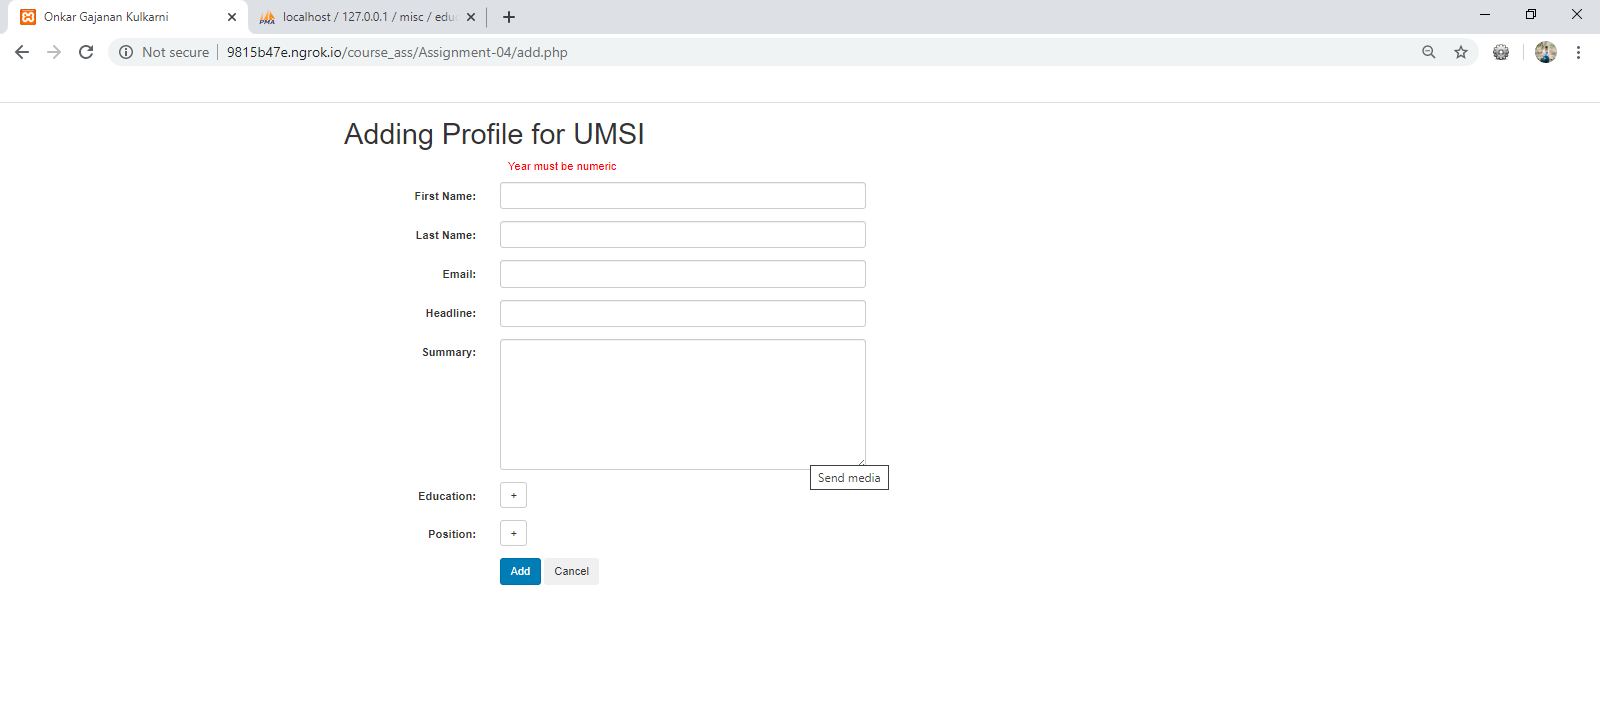 Onkar Gajanan Kulkarni
localhost / 127.0.0.1 / misc / edu
Not secure
9815b47e.ngrok.io/course_ass/Assignment-04/add.php
Adding Profile for UMSI
Year must be numeric
First Name:
Last Name:
Email:
Headline:
Summary:
Send media
Education:
+
Position:
+
Add Cancel